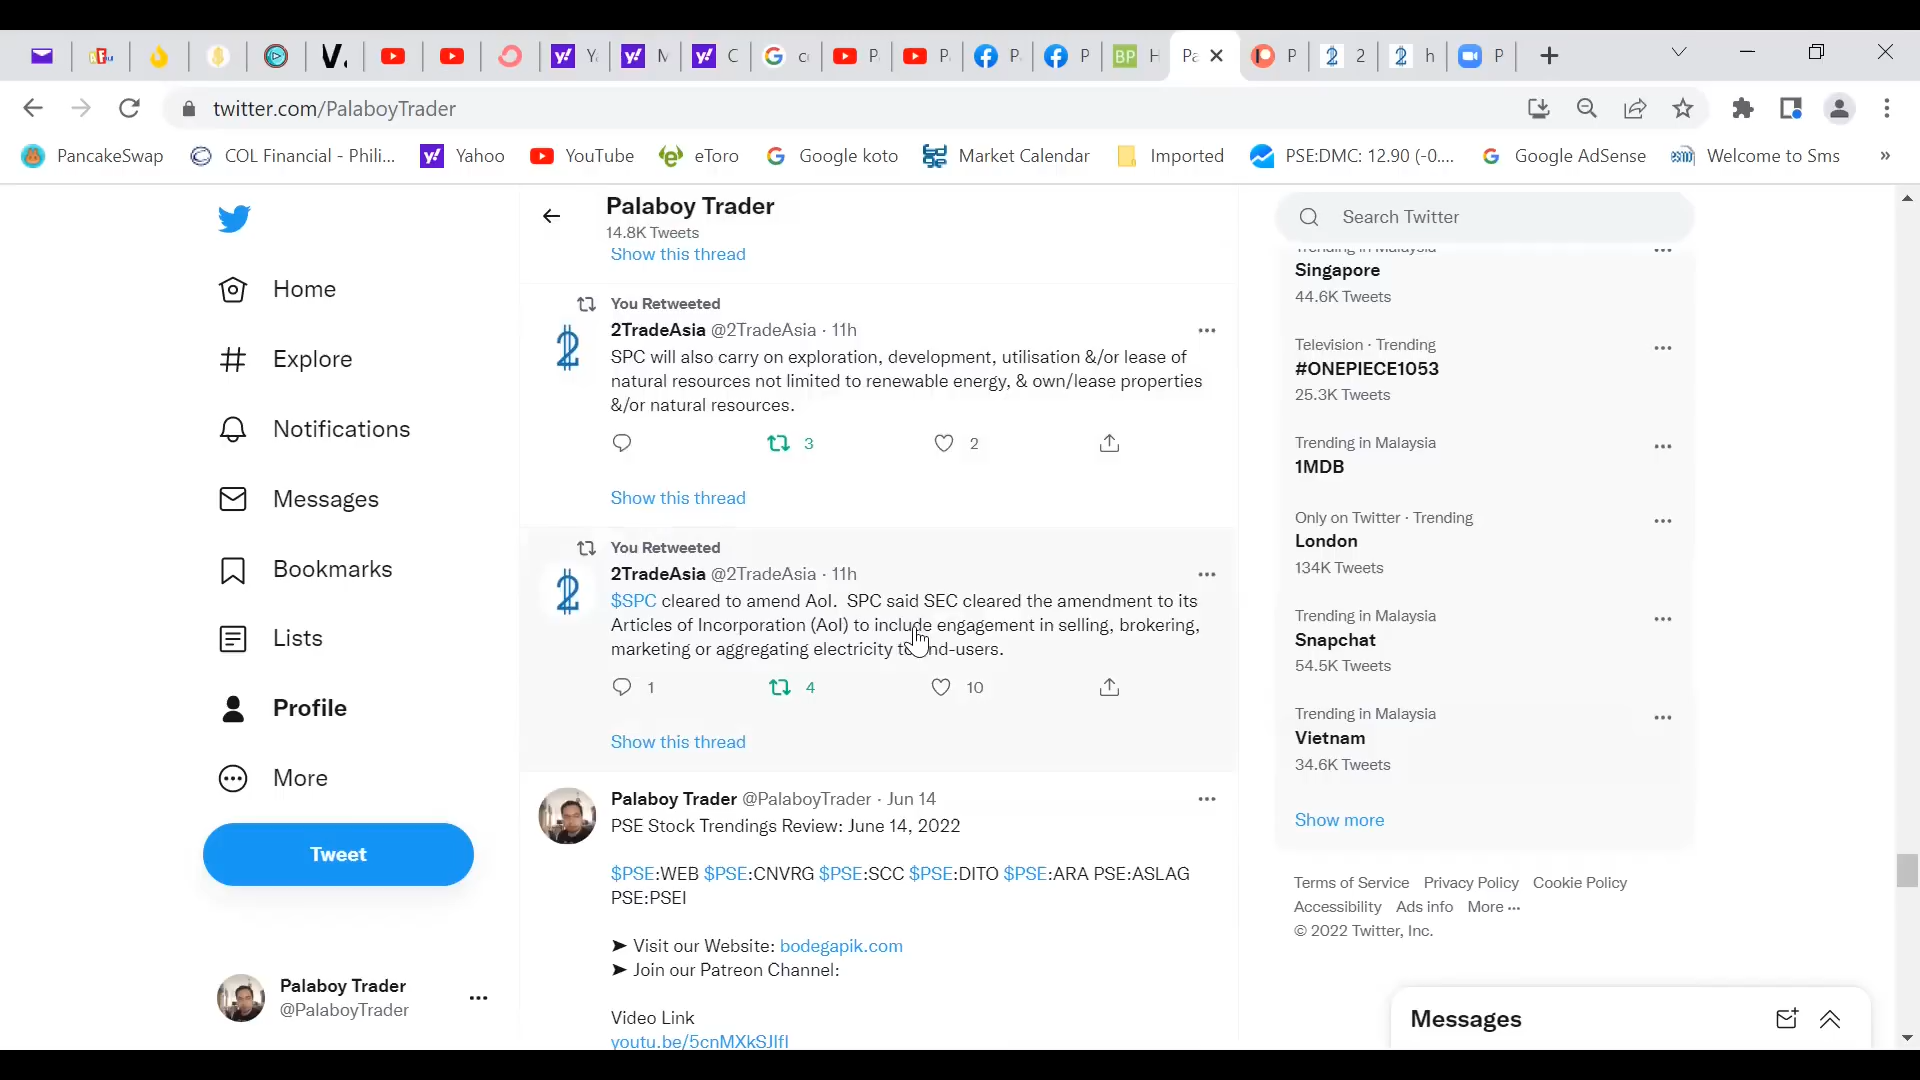 Y
M
C
c
P
P
P
P
BP
H
Pa
P
2
h
P
twitter.com/PalaboyTrader
PancakeSwap
COL Financial - Phili...
Yahoo
YouTube
eToro
Google koto
Market Calendar
Imported
PSE:DMC: 12.90 (-0....
Google AdSense
Welcome to Sms
»
Home
Explore
Notifications
Messages
Bookmarks
Lists
Profile
More
Tweet
Palaboy Trader
@PalaboyTrader
Palaboy Trader
14.8K Tweets
Show this thread
You Retweeted
2TradeAsia @2TradeAsia · 11h
SPC will also carry on exploration, development, utilisation &/or lease of
natural resources not limited to renewable energy, & own/lease properties
&/or natural resources.
3
2
Show this thread
You Retweeted
2TradeAsia @2TradeAsia · 11h
$SPC cleared to amend AoI. SPC said SEC cleared the amendment to its
Articles of Incorporation (AoI) to include engagement in selling, brokering,
marketing or aggregating electricity to end-users.
1
4
10
Show this thread
Palaboy Trader @PalaboyTrader · Jun 14
PSE Stock Trendings Review: June 14, 2022
$PSE:WEB $PSE:CNVRG $PSE:SCC $PSE:DITO $PSE:ARA PSE:ASLAG
PSE:PSEI
➤ Visit our Website: bodegapik.com
➤ Join our Patreon Channel:
Video Link
youtu.be/5cnMXkSJIfI
Search Twitter
Trending in Malaysia
Singapore
44.6K Tweets
Television · Trending
#ONEPIECE1053
25.3K Tweets
Trending in Malaysia
1MDB
Only on Twitter · Trending
London
134K Tweets
Trending in Malaysia
Snapchat
54.5K Tweets
Trending in Malaysia
Vietnam
34.6K Tweets
Show more
Terms of Service Privacy Policy Cookie Policy
Accessibility Ads info More ···
© 2022 Twitter, Inc.
Messages